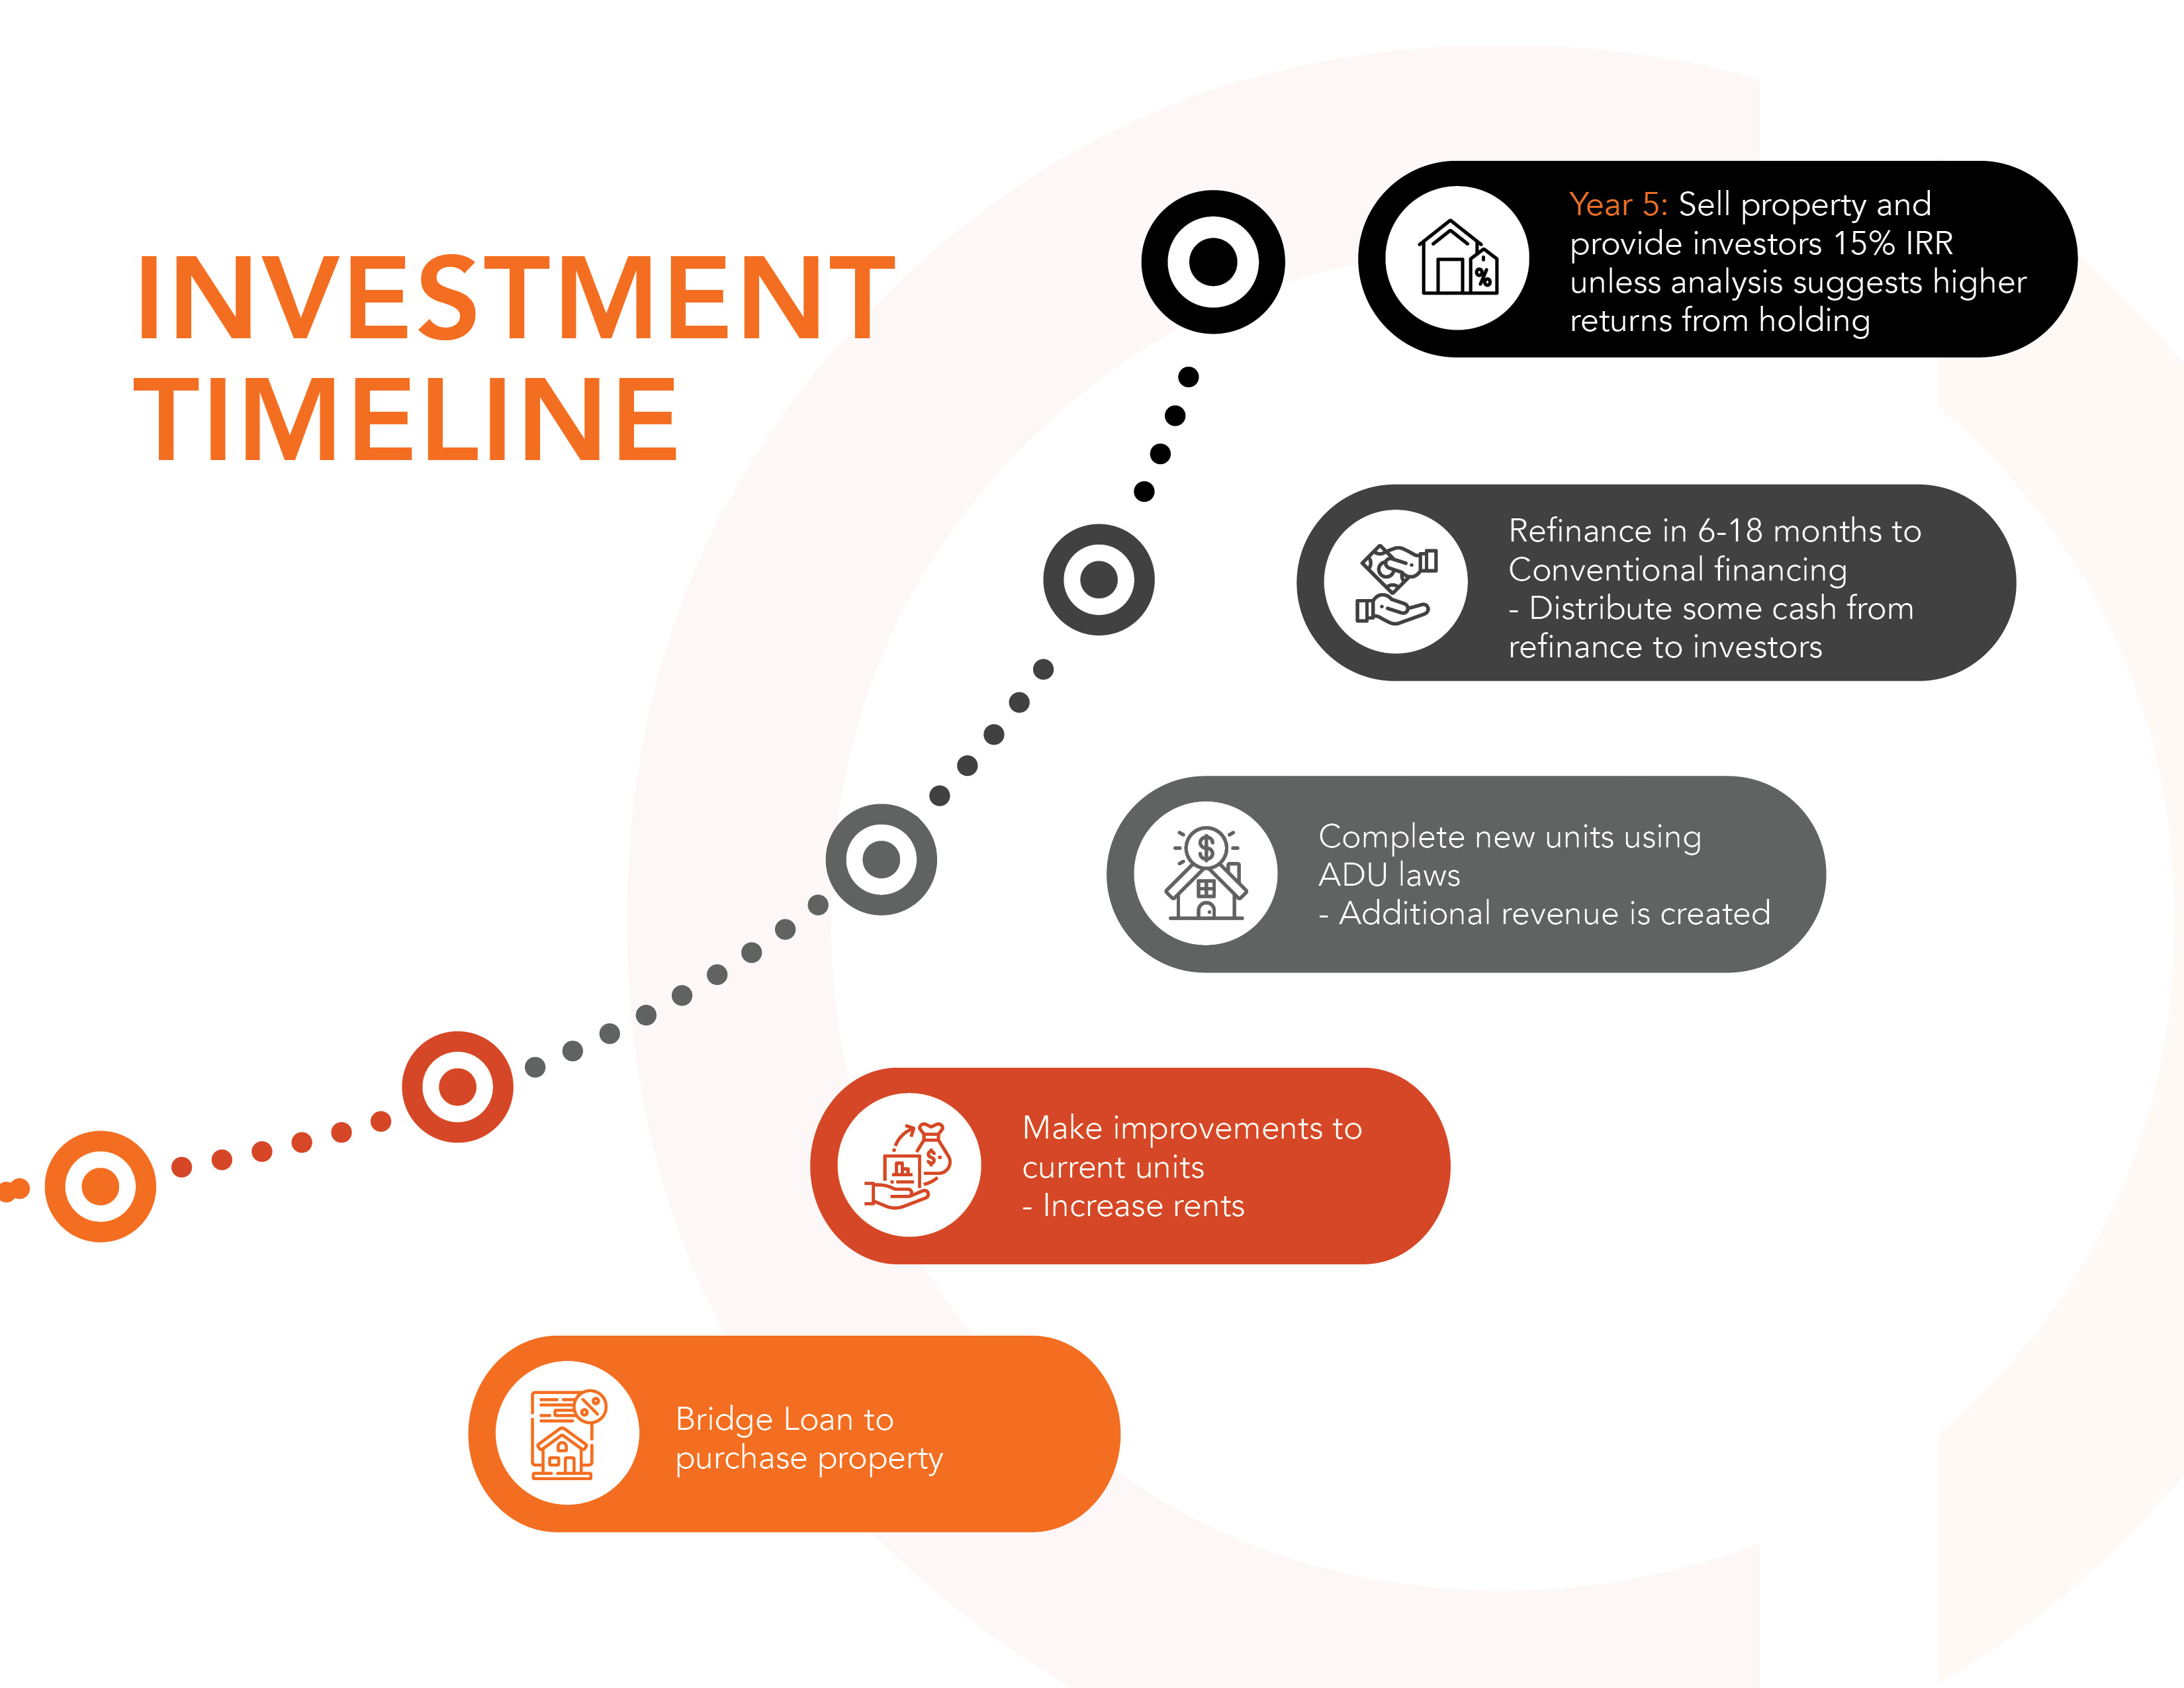 INVESTMENT
TIMELINE
Year 5: Sell property and
provide investors 15% IRR
unless analysis suggests higher
returns from holding
Refinance in 6-18 months to
Conventional financing
- Distribute some cash from
refinance to investors
Complete new units using
ADU laws
- Additional revenue is created
Make improvements to
current units
- Increase rents
Bridge Loan to
purchase property